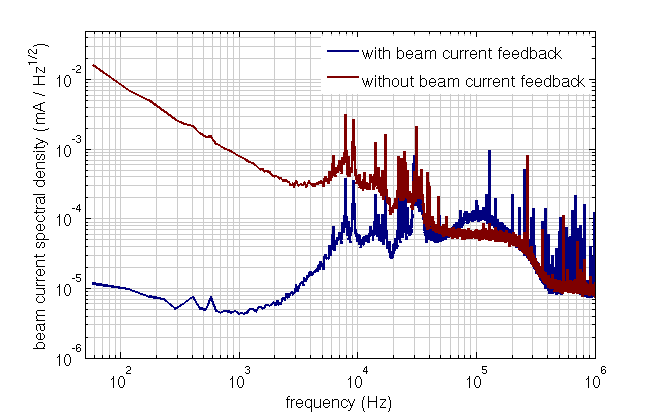 with beam current feedback
without beam current feedback
beam current spectral density (mA / Hz^1/2)
10^-2
10^-3
10^-4
10^-5
10^-6
10^2
10^3
10^4
10^5
10^6
frequency (Hz)